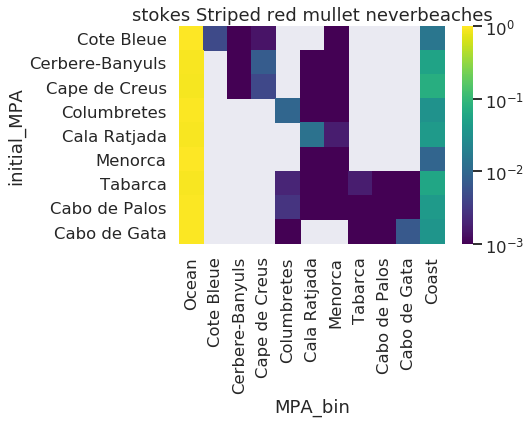 stokes Striped red mullet neverbeaches
initial_MPA
Cote Bleue
Cerbere-Banyuls
Cape de Creus
Columbretes
Cala Ratjada
Menorca
Tabarca
Cabo de Palos
Cabo de Gata
10⁰
10⁻¹
10⁻²
10⁻³
Ocean
Cote Bleue
Cerbere-Banyuls
Cape de Creus
Columbretes
Cala Ratjada
Menorca
Tabarca
Cabo de Palos
Cabo de Gata
Coast
MPA_bin